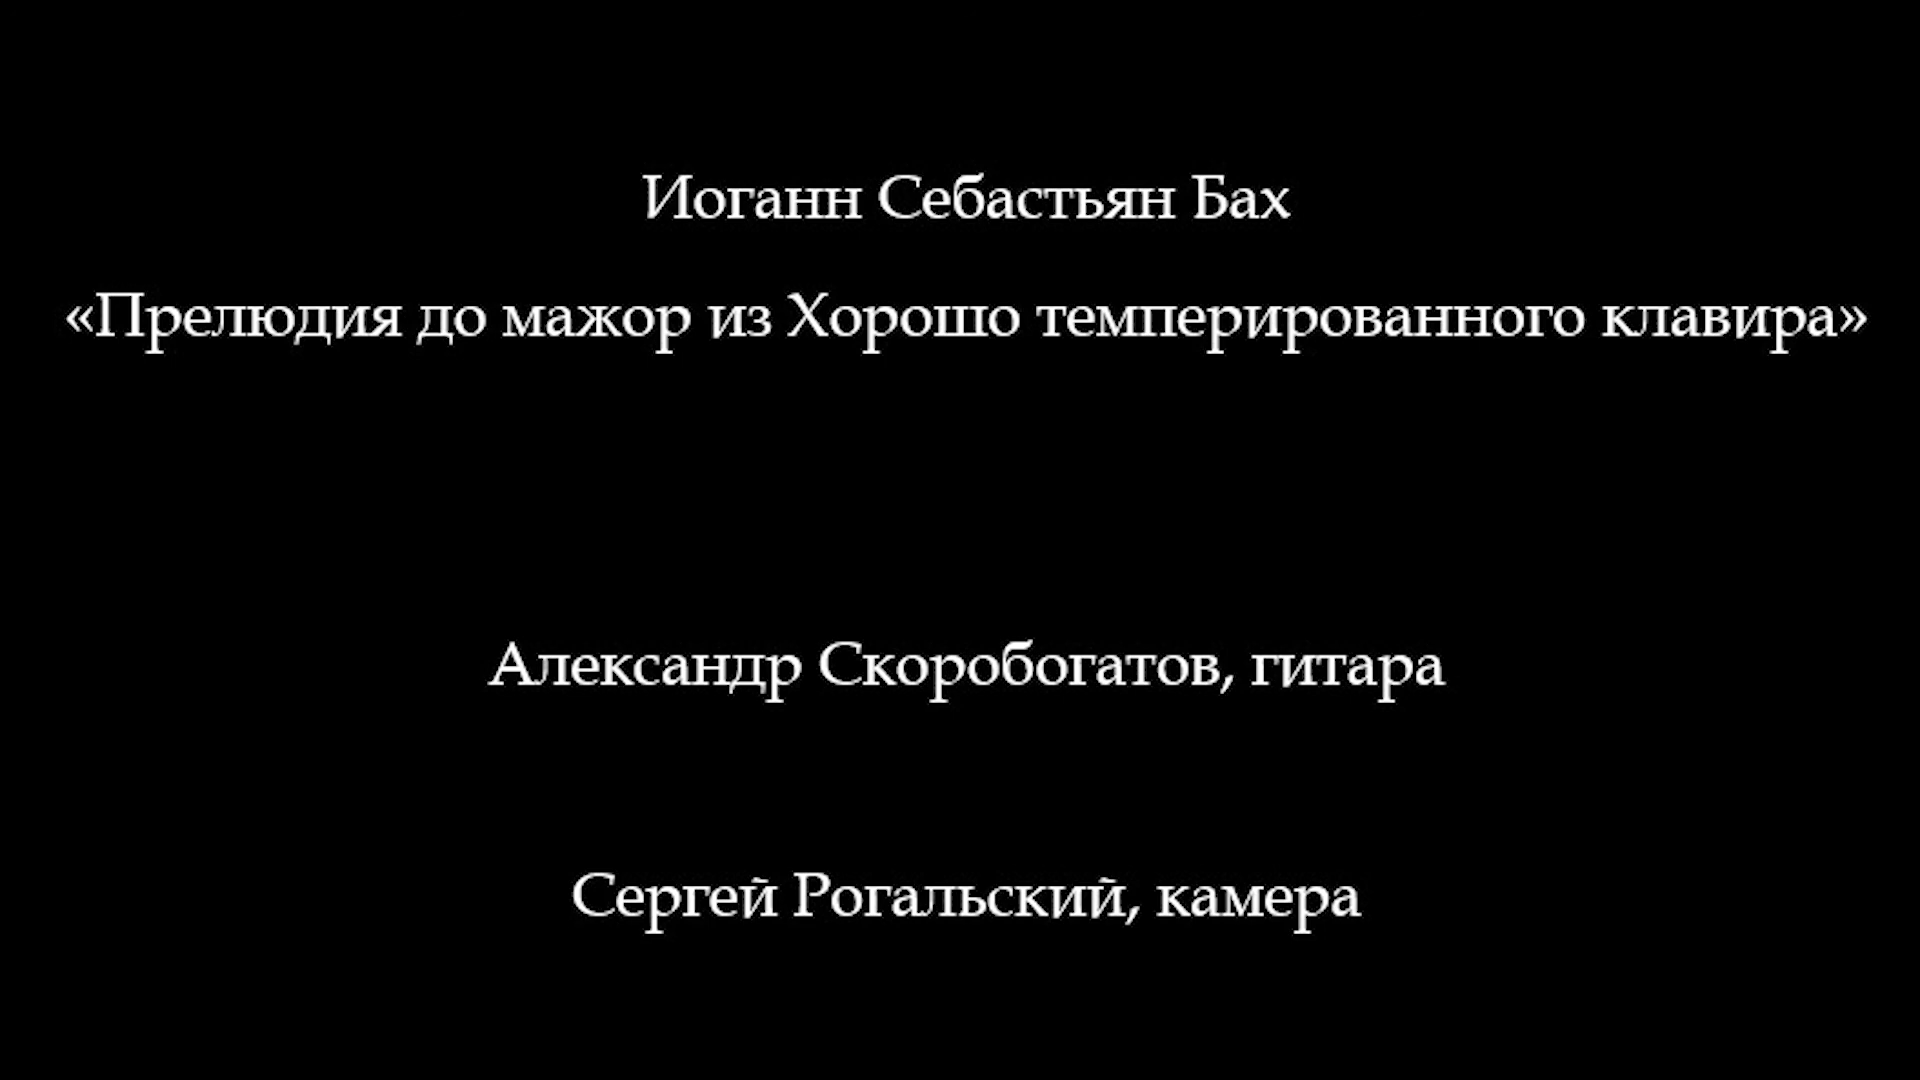 Иоганн Себастьян Бах
«Прелюдия до мажор из Хорошо темперированного клавира»
Александр Скоробогатов, гитара
Сергей Рогальский, камера